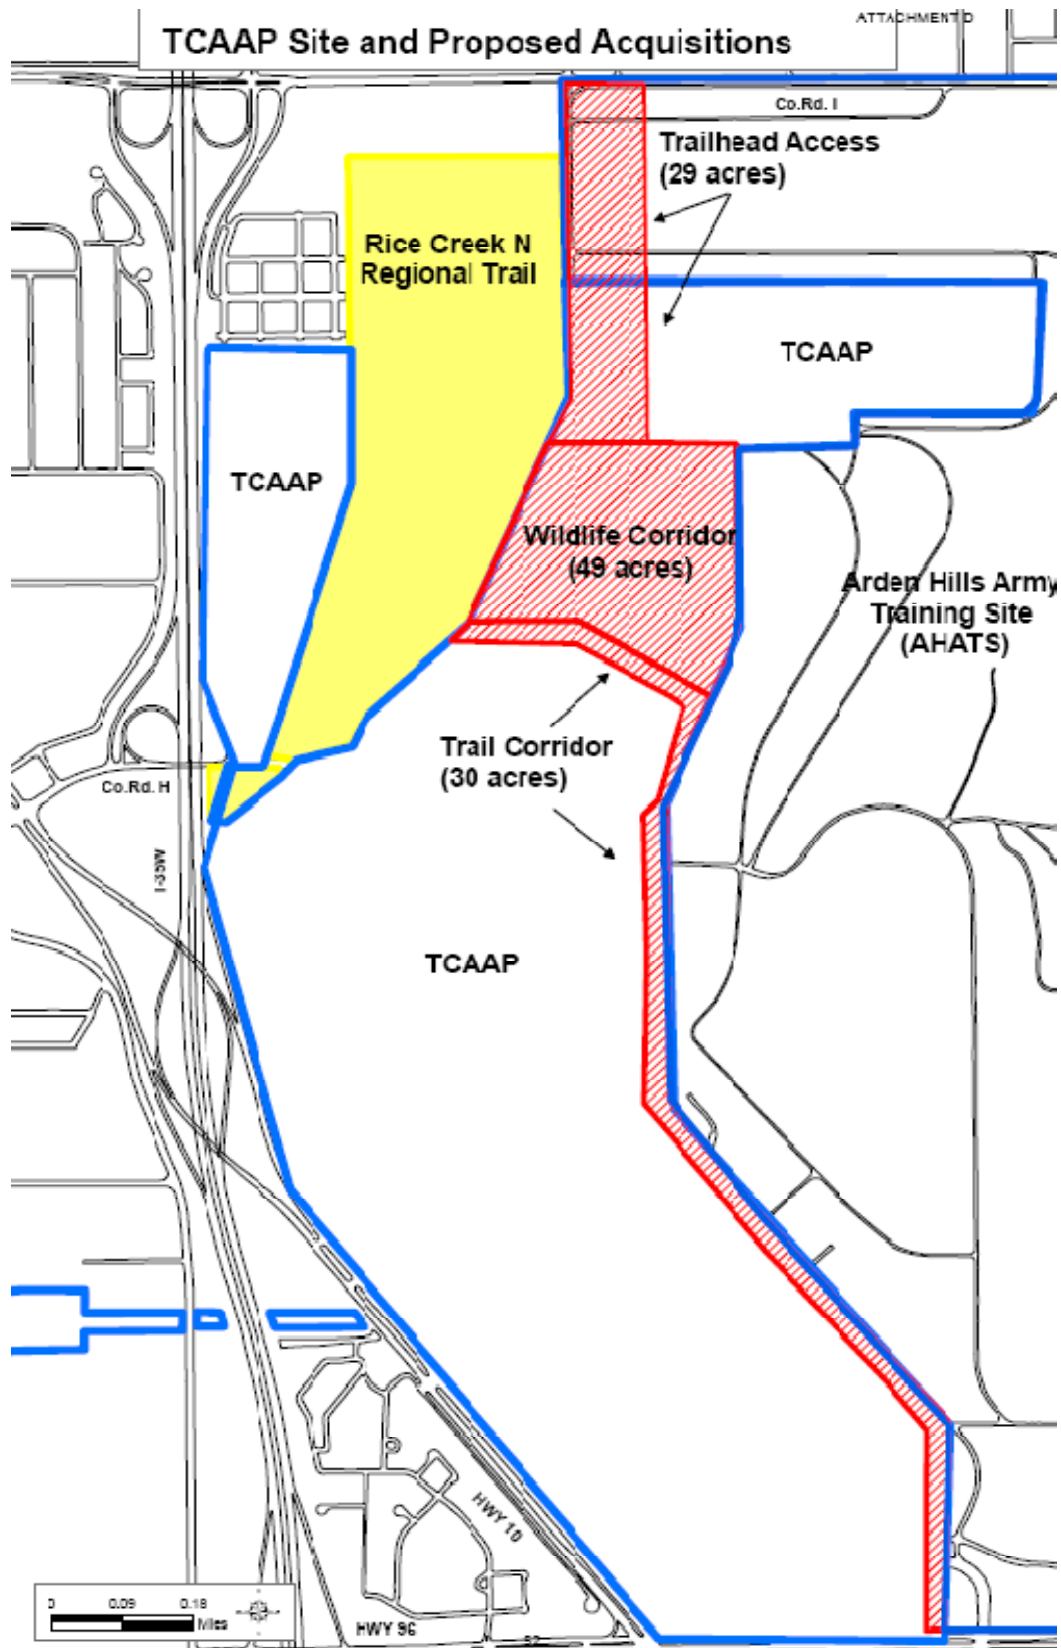 ATTACHMENT D
TCAAP Site and Proposed Acquisitions
Co.Rd. I
Trailhead Access
(29 acres)
Rice Creek N
Regional Trail
TCAAP
TCAAP
Wildlife Corridor
(49 acres)
Arden Hills Army
Training Site
(AHATS)
Trail Corridor
(30 acres)
Co.Rd. H
I-35W
TCAAP
HWY 10
0 0.09 0.18
Miles
HWY 96